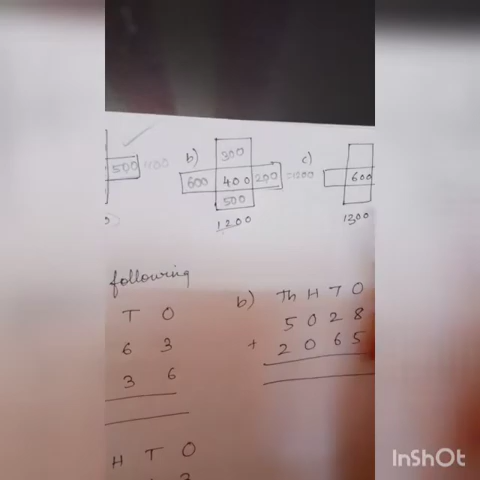 b) c)
300
500 600 400 200 =1200 600
500
1200 1300
following
T O b) Th H T O
6 3 5 0 2 8
3 6 + 2 0 6 5
H T O
InShOt